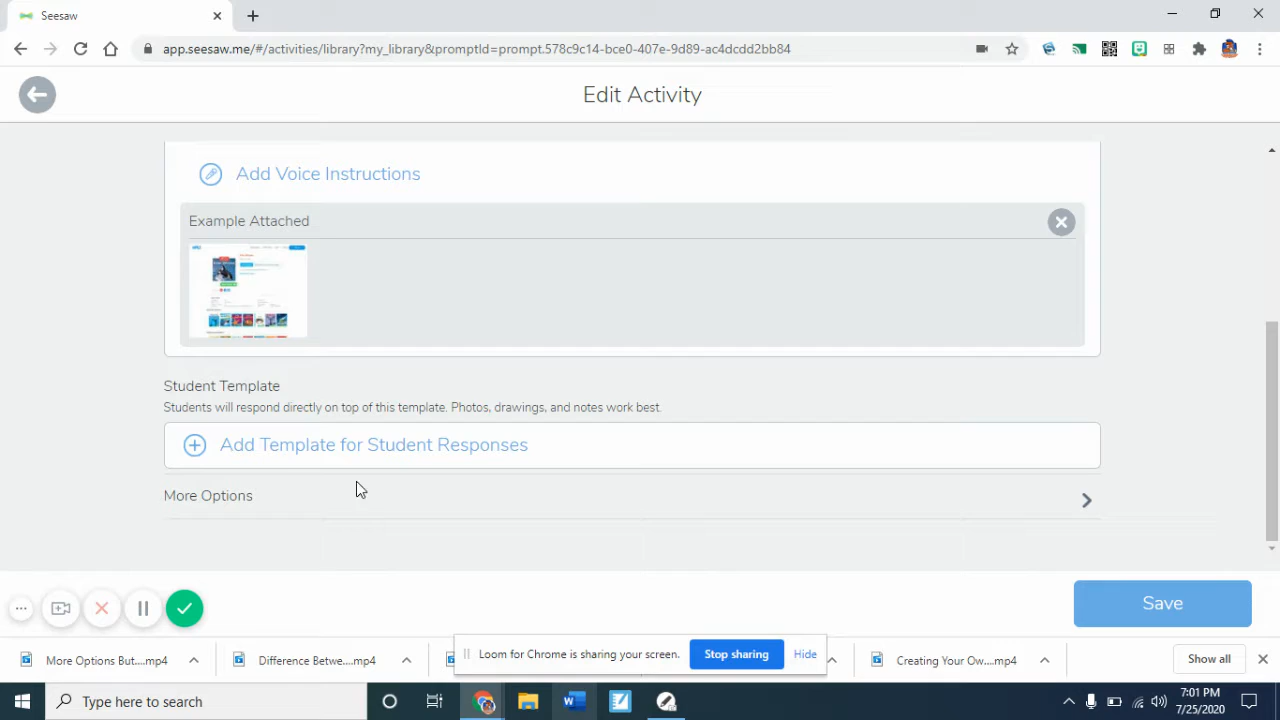 Seesaw
app.seesaw.me/#/activities/library?my_library&promptId=prompt.578c9c14-bce0-407e-9d89-ac4dcdd2bb84
Edit Activity
Add Voice Instructions
Example Attached
Student Template
Students will respond directly on top of this template. Photos, drawings, and notes work best.
Add Template for Student Responses
More Options
Save
Loom for Chrome is sharing your screen. Stop sharing Hide
More Options But....mp4
Difference Betwe....mp4
Creating Your Ow....mp4
Show all
Type here to search
7:01 PM
7/25/2020